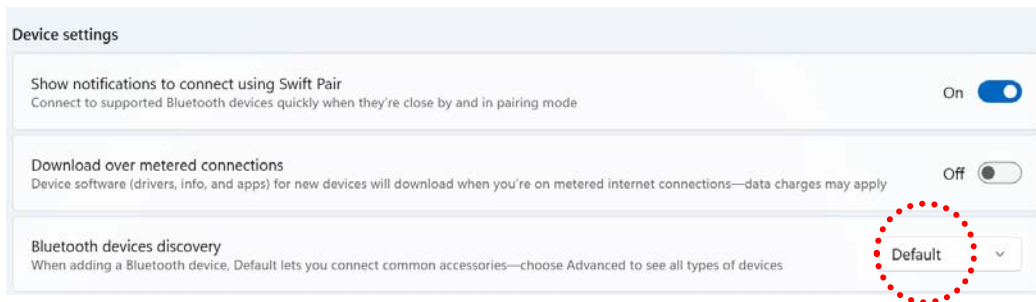 Device settings
Show notifications to connect using Swift Pair
Connect to supported Bluetooth devices quickly when they're close by and in pairing mode
On
Download over metered connections
Device software (drivers, info, and apps) for new devices will download when you're on metered internet connections—data charges may apply
Off
Bluetooth devices discovery
When adding a Bluetooth device, Default lets you connect common accessories—choose Advanced to see all types of devices
Default